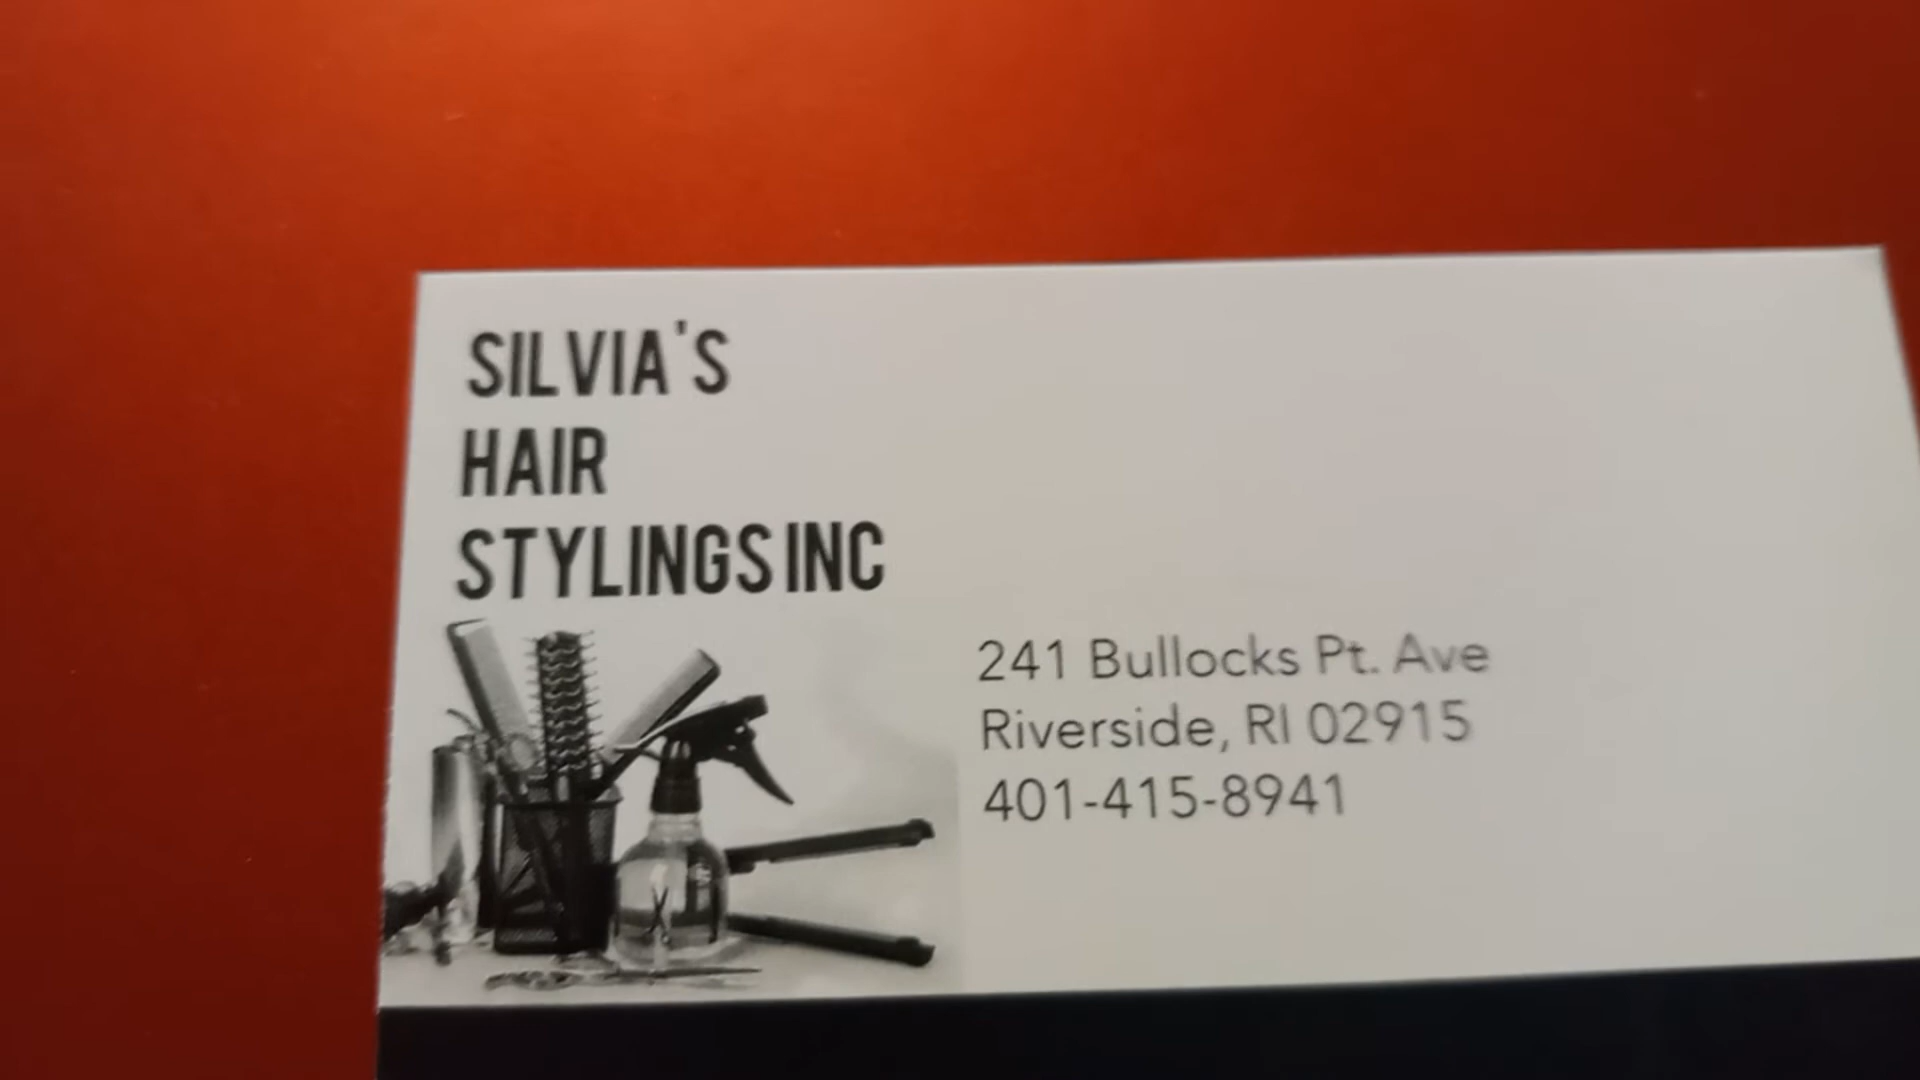 SILVIA'S
HAIR
STYLINGS INC
241 Bullocks Pt. Ave
Riverside, RI 02915
401-415-8941